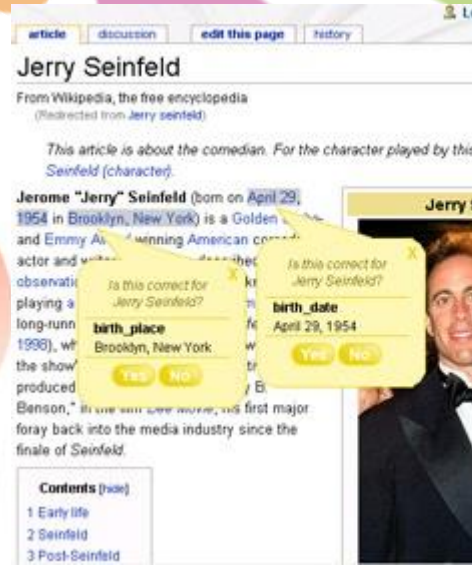 L
article discussion edit this page history
Jerry Seinfeld
From Wikipedia, the free encyclopedia
(Redirected from Jerry seinfeld)
This article is about the comedian. For the character played by this
Seinfeld (character).
Jerome "Jerry" Seinfeld (born on April 29,
1954 in Brooklyn, New York) is a Golden
and Emmy winning American
actor and
observatio
playing a
long-runn
1998), wh
the show'
produced y B.
Benson," in the film Bee Movie, his first major
foray back into the media industry since the
finale of Seinfeld.
Is this correct for
Jerry Seinfeld?
birth_place
Brooklyn, New York
Yes No
X
Is this correct for
Jerry Seinfeld?
birth_date
April 29, 1954
Yes No
X
Jerry S
Contents [hide]
1 Early life
2 Seinfeld
3 Post-Seinfeld